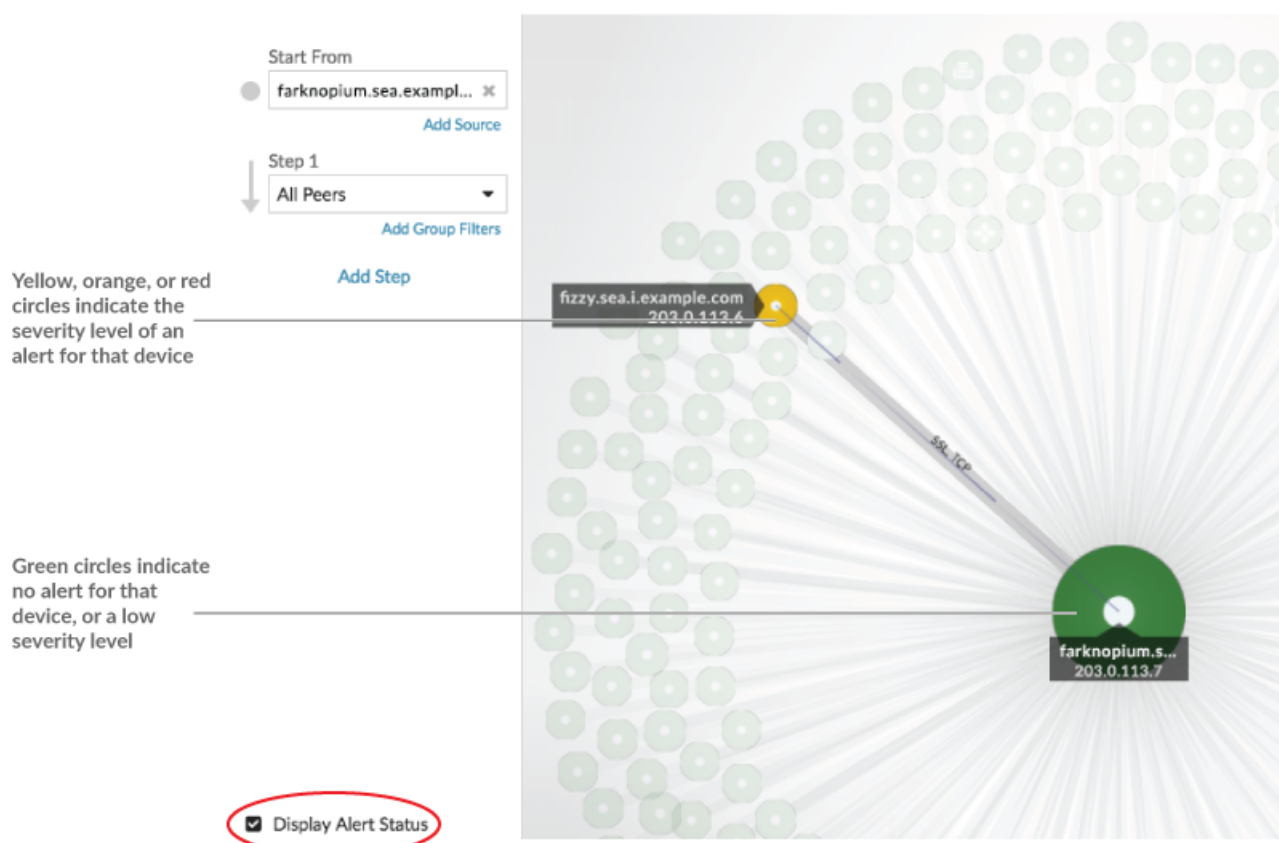 Start From
farknopium.sea.exampl...
Add Source
Step 1
All Peers
Add Group Filters
Add Step
Yellow, orange, or red
circles indicate the
severity level of an
alert for that device
fizzy.sea.i.example.com
203.0.113.6
SSL, TCP
Green circles indicate
no alert for that
device, or a low
severity level
farknopium.s...
203.0.113.7
Display Alert Status